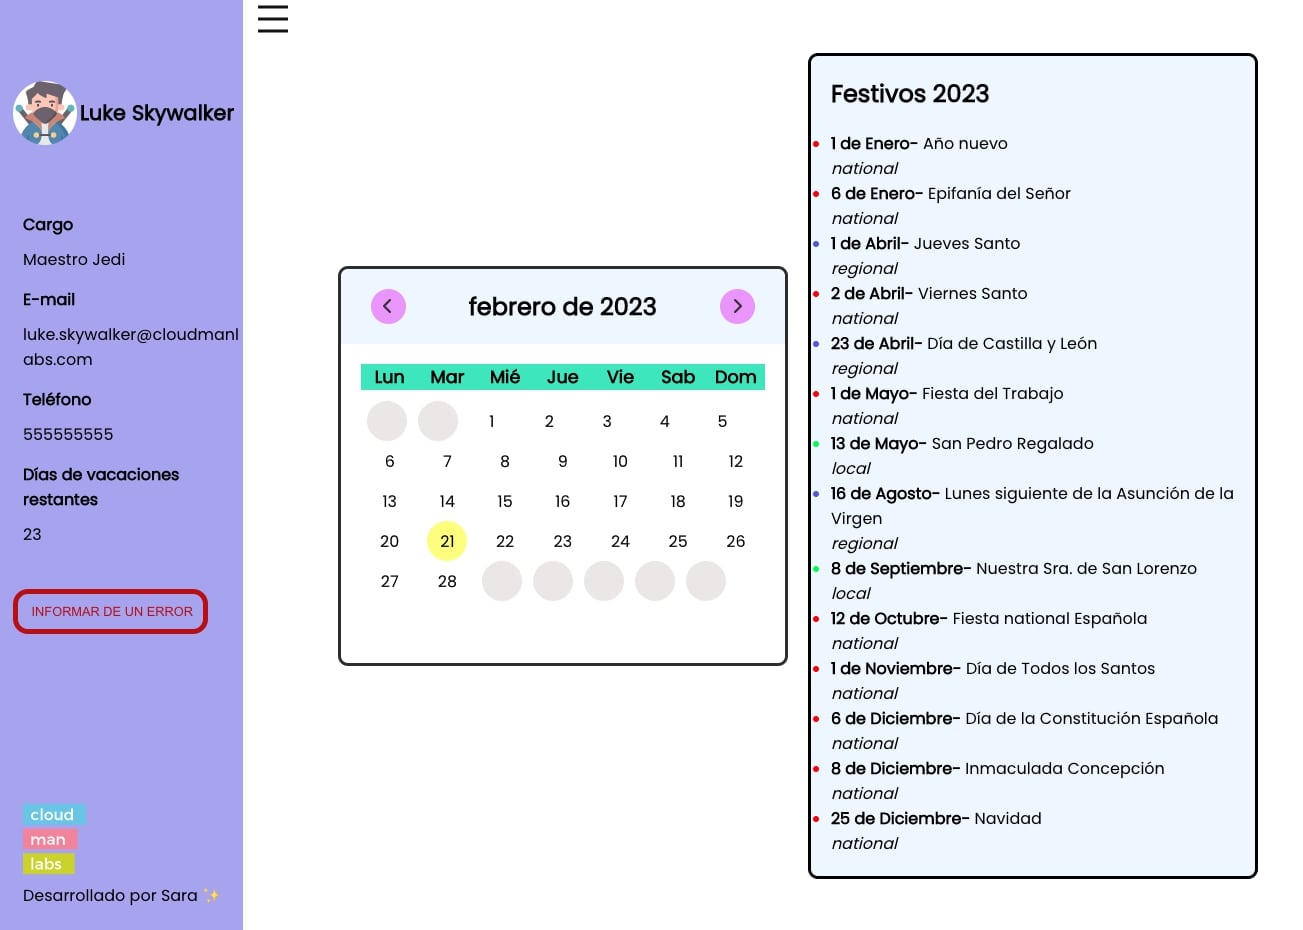 Luke Skywalker
Cargo
Maestro Jedi
E-mail
luke.skywalker@cloudmanl
abs.com
Teléfono
555555555
Días de vacaciones
restantes
23
INFORMAR DE UN ERROR
cloud
man
labs
Desarrollado por Sara ✨
febrero de 2023
Lun Mar Mié Jue Vie Sab Dom
1 2 3 4 5
6 7 8 9 10 11 12
13 14 15 16 17 18 19
20 21 22 23 24 25 26
27 28
Festivos 2023
1 de Enero- Año nuevo
national
6 de Enero- Epifanía del Señor
national
1 de Abril- Jueves Santo
regional
2 de Abril- Viernes Santo
national
23 de Abril- Día de Castilla y León
regional
1 de Mayo- Fiesta del Trabajo
national
13 de Mayo- San Pedro Regalado
local
16 de Agosto- Lunes siguiente de la Asunción de la
Virgen
regional
8 de Septiembre- Nuestra Sra. de San Lorenzo
local
12 de Octubre- Fiesta national Española
national
1 de Noviembre- Día de Todos los Santos
national
6 de Diciembre- Día de la Constitución Española
national
8 de Diciembre- Inmaculada Concepción
national
25 de Diciembre- Navidad
national